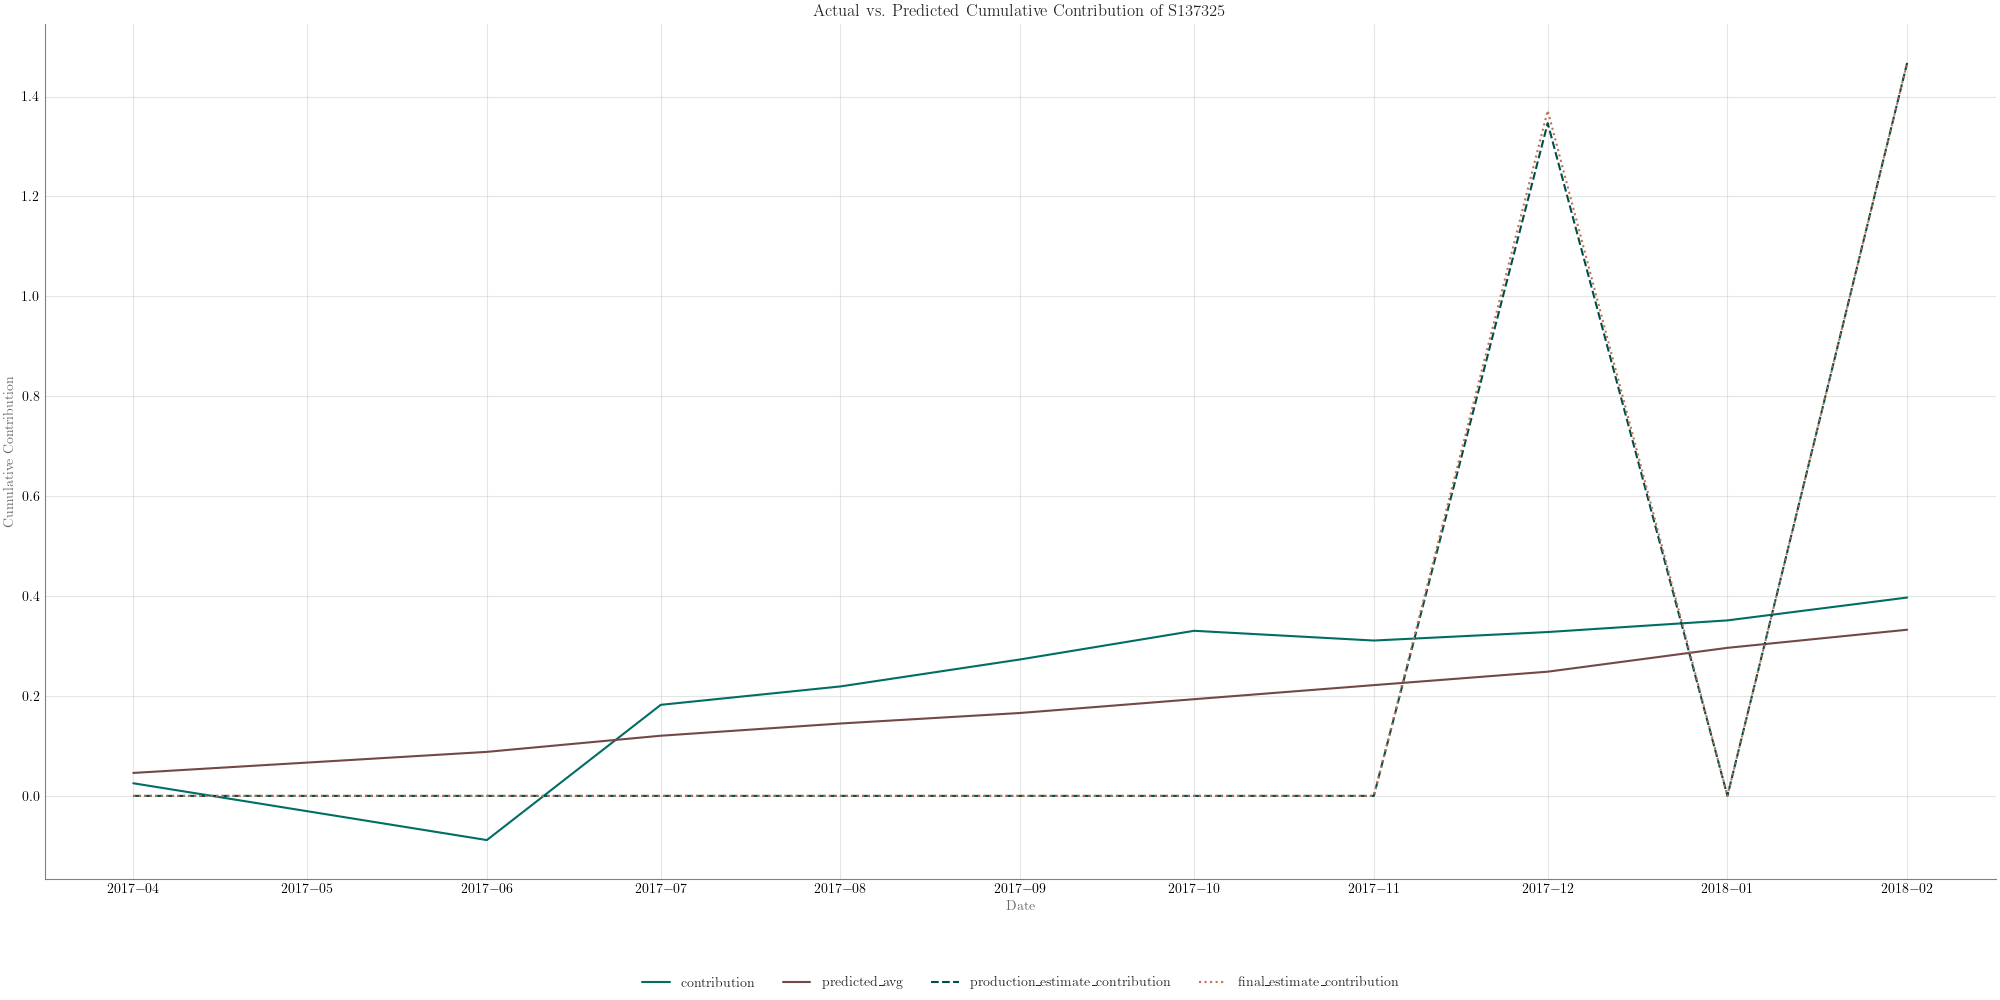 Actual vs. Predicted Cumulative Contribution of S137325
Cumulative Contribution
1.4
1.2
1.0
0.8
0.6
0.4
0.2
0.0
2017−04 2017−05 2017−06 2017−07 2017−08 2017−09 2017−10 2017−11 2017−12 2018−01 2018−02
Date
contribution predicted_avg production_estimate_contribution final_estimate_contribution